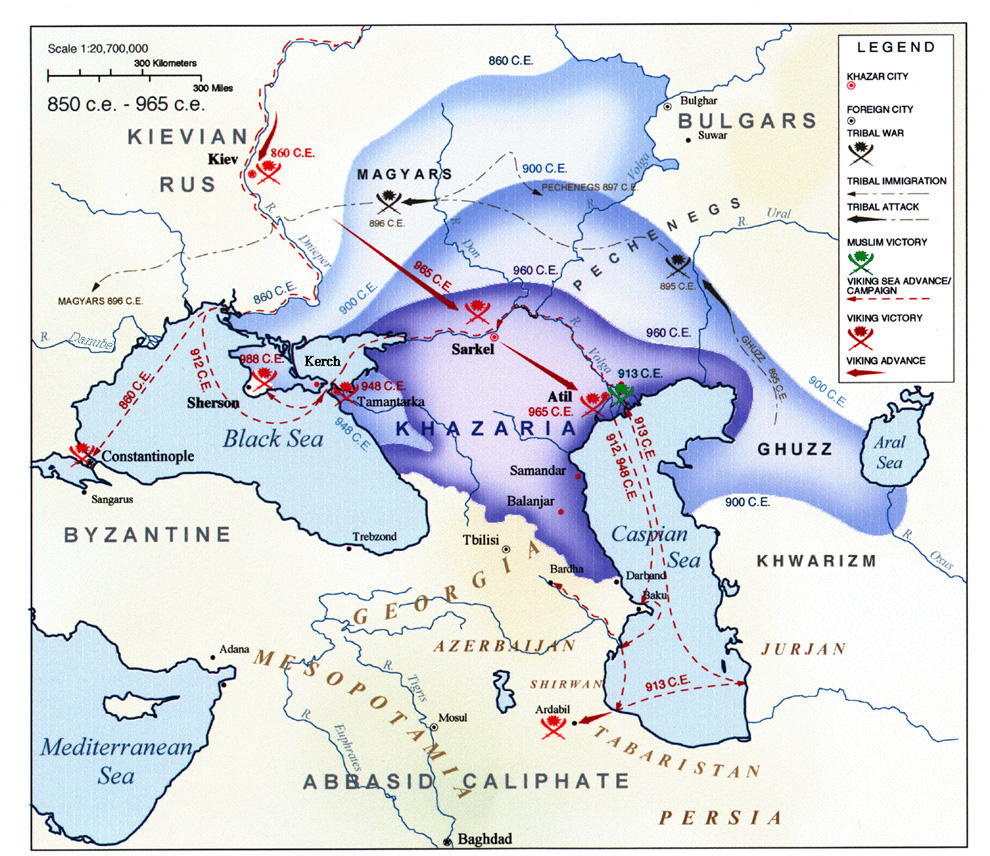 Scale 1:20,700,000
300 Kilometers
300 Miles
850 c.e. - 965 c.e.
LEGEND
KHAZAR CITY
FOREIGN CITY
TRIBAL WAR
TRIBAL IMMIGRATION
TRIBAL ATTACK
MUSLIM VICTORY
VIKING SEA ADVANCE/
CAMPAIGN
VIKING VICTORY
VIKING ADVANCE
860 C.E.
Bulghar
BULGARS
Suwar
KIEVIAN
Kiev
860 C.E.
RUS
MAGYARS
896 C.E.
900 C.E.
PECHENEGS 897 C.E.
R. Volga
R. Dnieper
R. Don
PECHENEGS
R. Ural
895 C.E.
MAGYARS 896 C.E.
860 C.E.
900 C.E.
965 C.E.
960 C.E.
960 C.E.
R. Danube
R. Volga
GHUZZ 895 C.E.
900 C.E.
Sarkel
Kerch
988 C.E.
912 C.E.
860 C.E.
Sherson
948 C.E.
Tamantarka
948 C.E.
Atil
965 C.E.
913 C.E.
KHAZARIA
Black Sea
Constantinople
Sangarus
BYZANTINE
Trebzond
Samandar
Balanjar
912, 948 C.E.
913 C.E.
GHUZZ
Aral
Sea
900 C.E.
Caspian
Sea
KHWARIZM
R. Oxus
Tbilisi
GEORGIA
Bardha
Darband
Baku
AZERBAIJAN
SHIRWAN
JURJAN
913 C.E.
Ardabil
TABARISTAN
Adana
MESOPOTAMIA
R. Tigris
Mosul
R. Euphrates
Mediterranean
Sea
ABBASID CALIPHATE
PERSIA
Baghdad